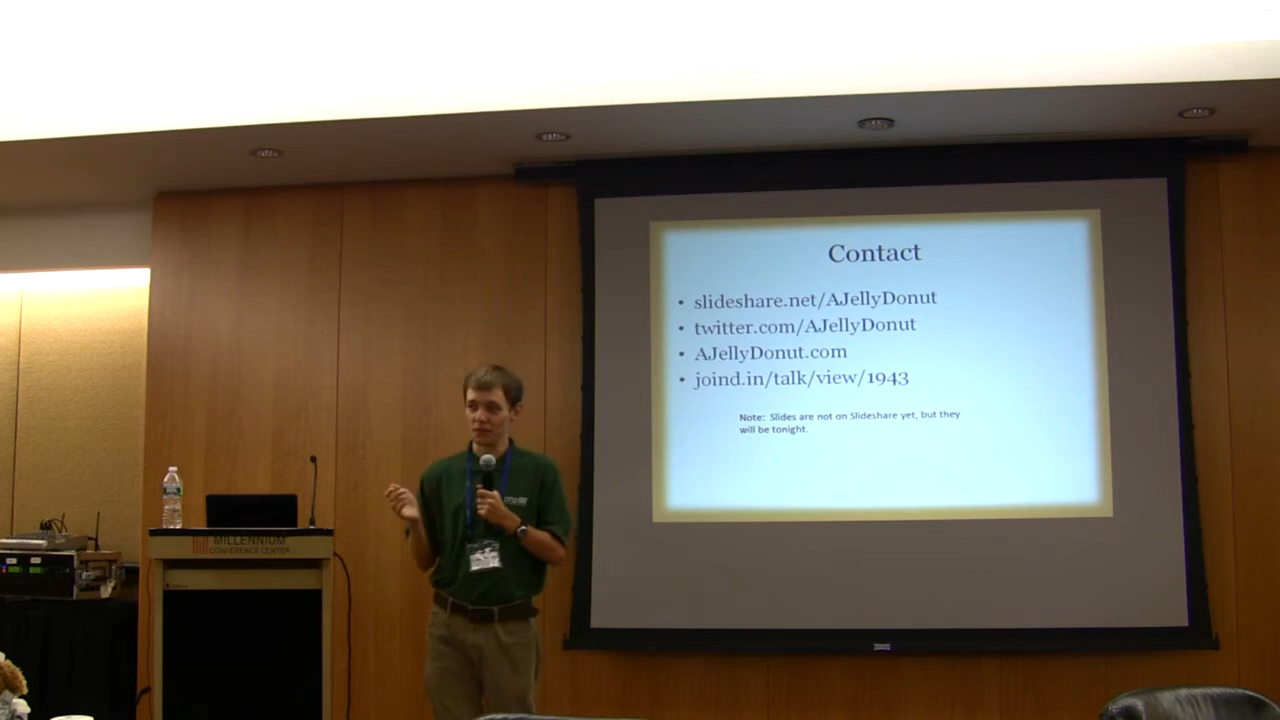 Contact
• slideshare.net/AJellyDonut
• twitter.com/AJellyDonut
• AJellyDonut.com
• joind.in/talk/view/1943
Note: Slides are not on Slideshare yet, but they
will be tonight.
MILLENNIUM
CONFERENCE CENTER